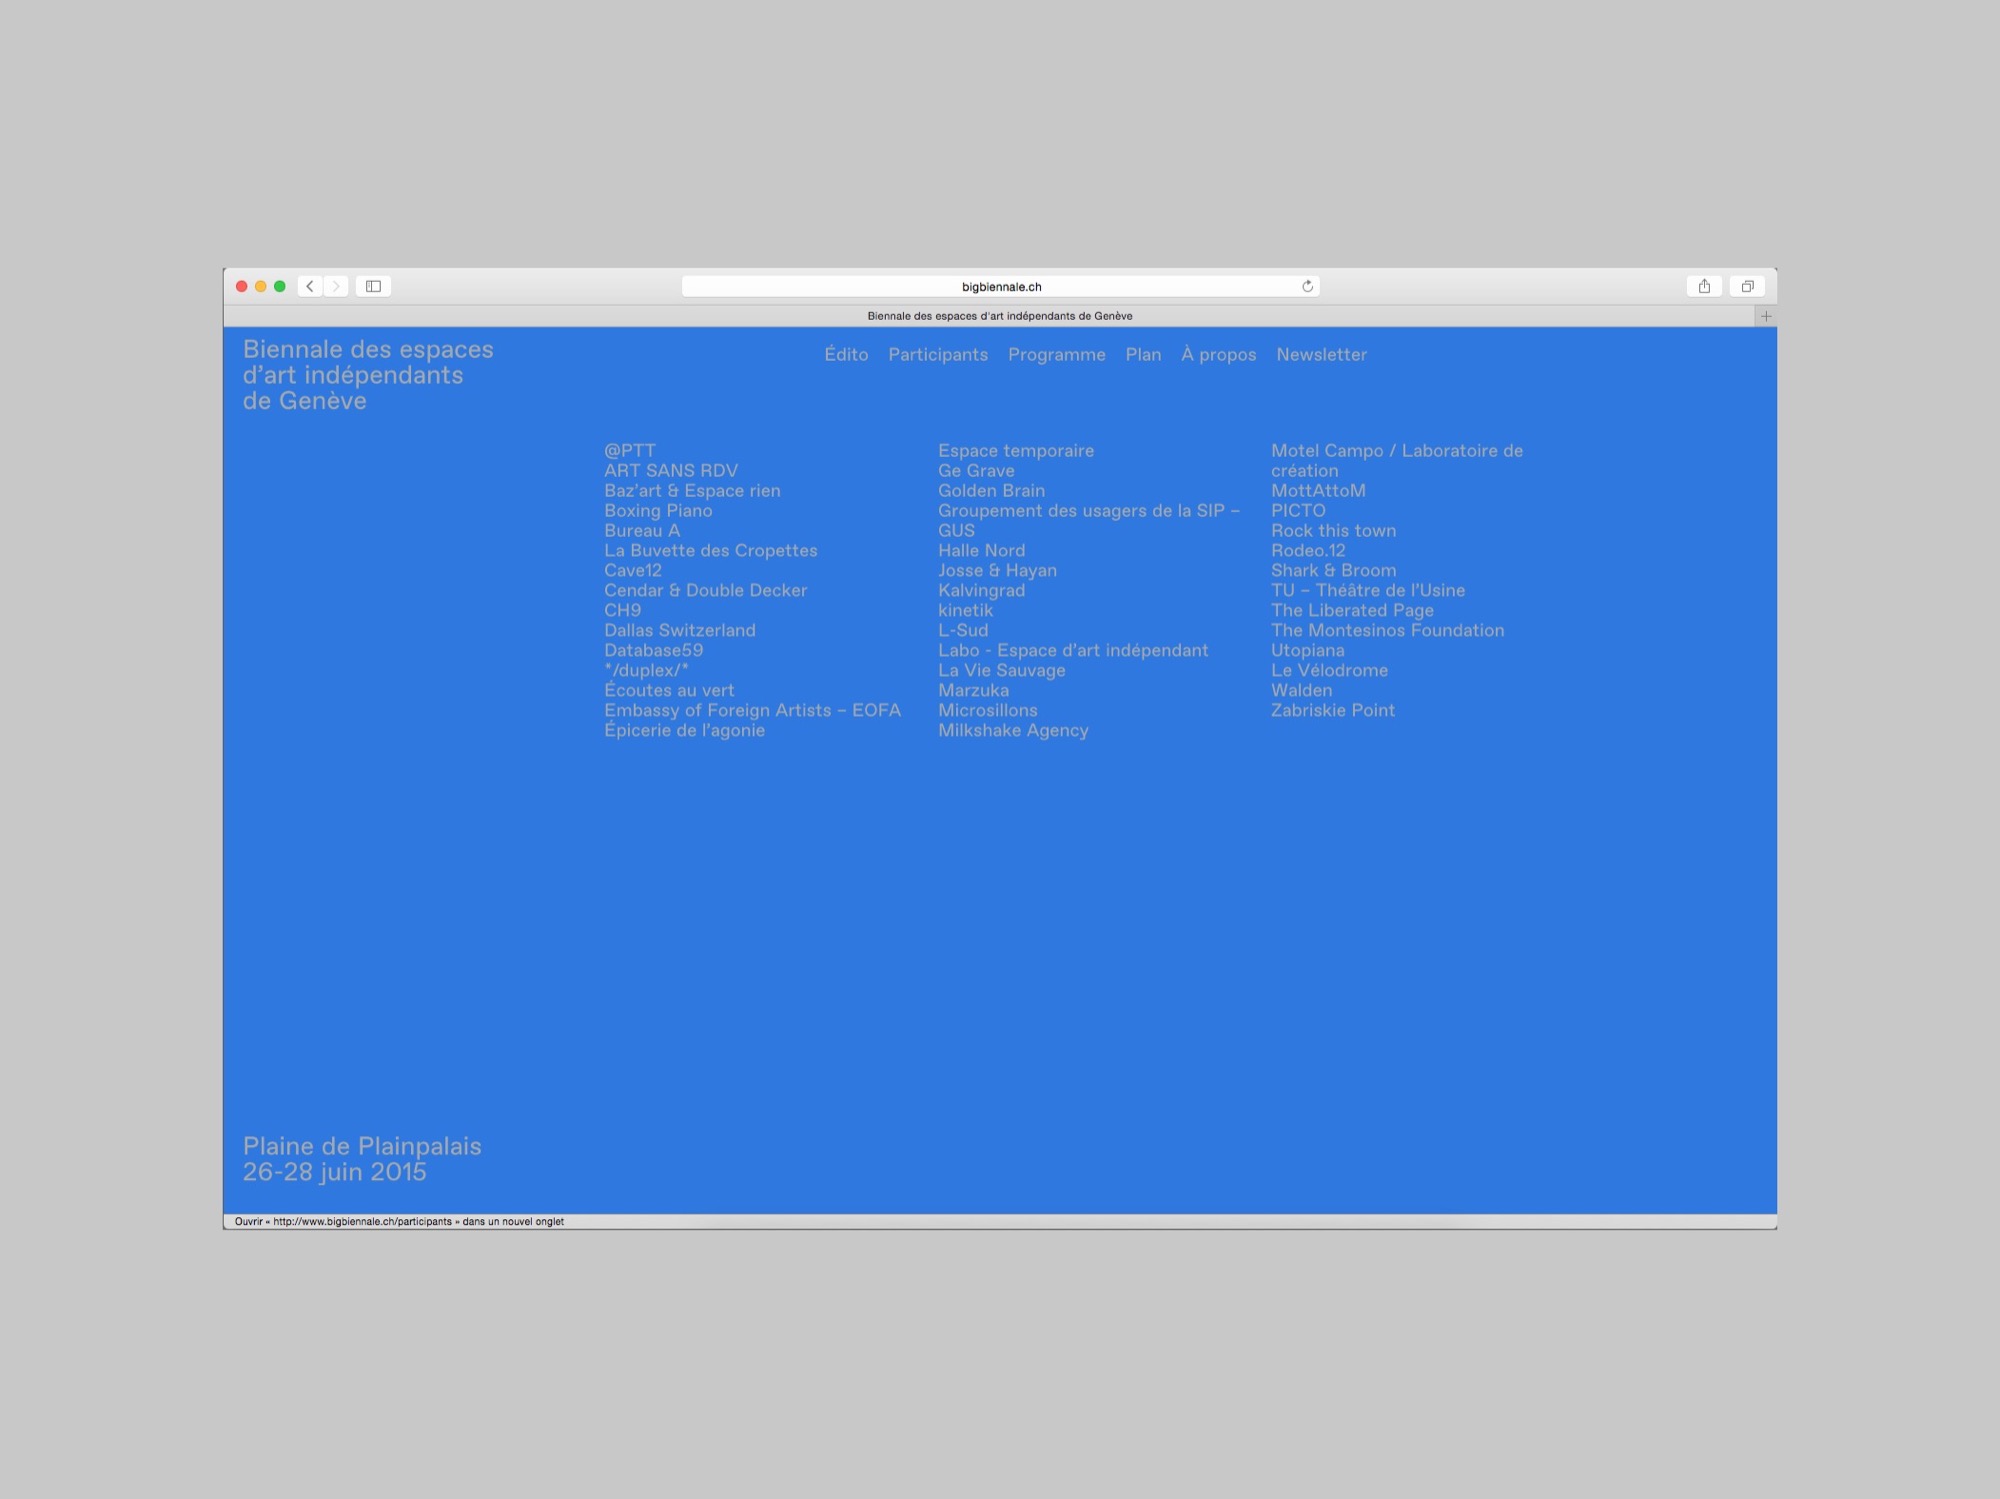 bigbiennale.ch
Biennale des espaces d'art indépendants de Genève
Biennale des espaces
d’art indépendants
de Genève
Édito Participants Programme Plan À propos Newsletter
@PTT
ART SANS RDV
Baz’art & Espace rien
Boxing Piano
Bureau A
La Buvette des Cropettes
Cave12
Cendar & Double Decker
CH9
Dallas Switzerland
Database59
*/duplex/*
Écoutes au vert
Embassy of Foreign Artists – EOFA
Épicerie de l’agonie
Espace temporaire
Ge Grave
Golden Brain
Groupement des usagers de la SIP –
GUS
Halle Nord
Josse & Hayan
Kalvingrad
kinetik
L-Sud
Labo - Espace d’art indépendant
La Vie Sauvage
Marzuka
Microsillons
Milkshake Agency
Motel Campo / Laboratoire de
création
MottAttoM
PICTO
Rock this town
Rodeo.12
Shark & Broom
TU – Théâtre de l’Usine
The Liberated Page
The Montesinos Foundation
Utopiana
Le Vélodrome
Walden
Zabriskie Point
Plaine de Plainpalais
26-28 juin 2015
Ouvrir « http://www.bigbiennale.ch/participants » dans un nouvel onglet